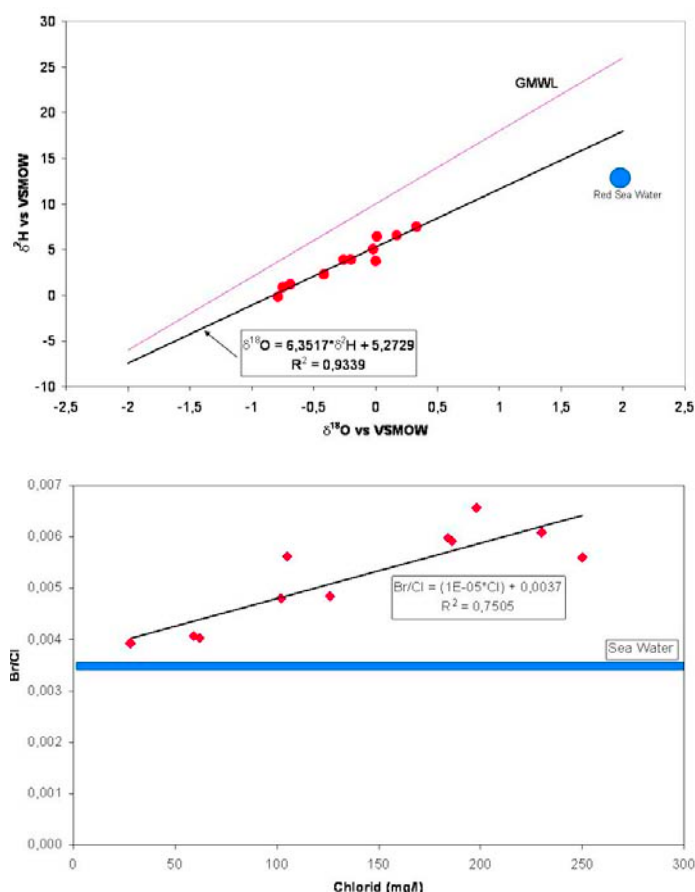 30
25
20
15
10
5
0
-5
-10
δ²H vs VSMOW
GMWL
Red Sea Water
δ¹⁸O = 6,3517*δ²H + 5,2729
R² = 0,9339
-2,5 -2 -1,5 -1 -0,5 0 0,5 1 1,5 2 2,5
δ¹⁸O vs VSMOW
0,007
0,006
0,005
0,004
0,003
0,002
0,001
0,000
Br/Cl
Br/Cl = (1E-05*Cl) + 0,0037
R² = 0,7505
Sea Water
0 50 100 150 200 250 300
Chlorid (mg/l)